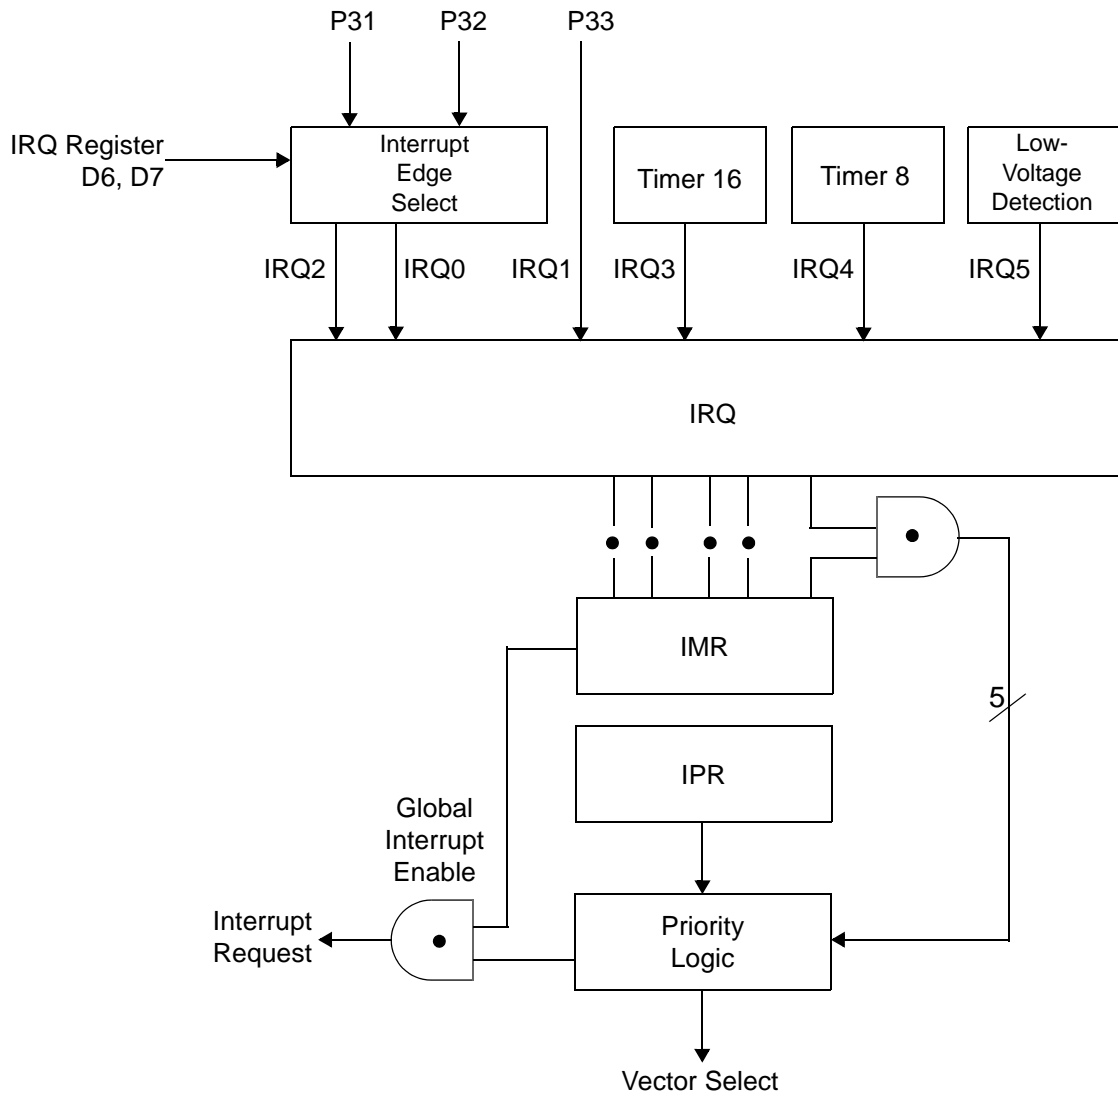 P31
P32
P33
IRQ Register
D6, D7
Interrupt
Edge
Select
Timer 16
Timer 8
Low-
Voltage
Detection
IRQ2
IRQ0
IRQ1
IRQ3
IRQ4
IRQ5
IRQ
IMR
5
IPR
Global
Interrupt
Enable
Interrupt
Request
Priority
Logic
Vector Select